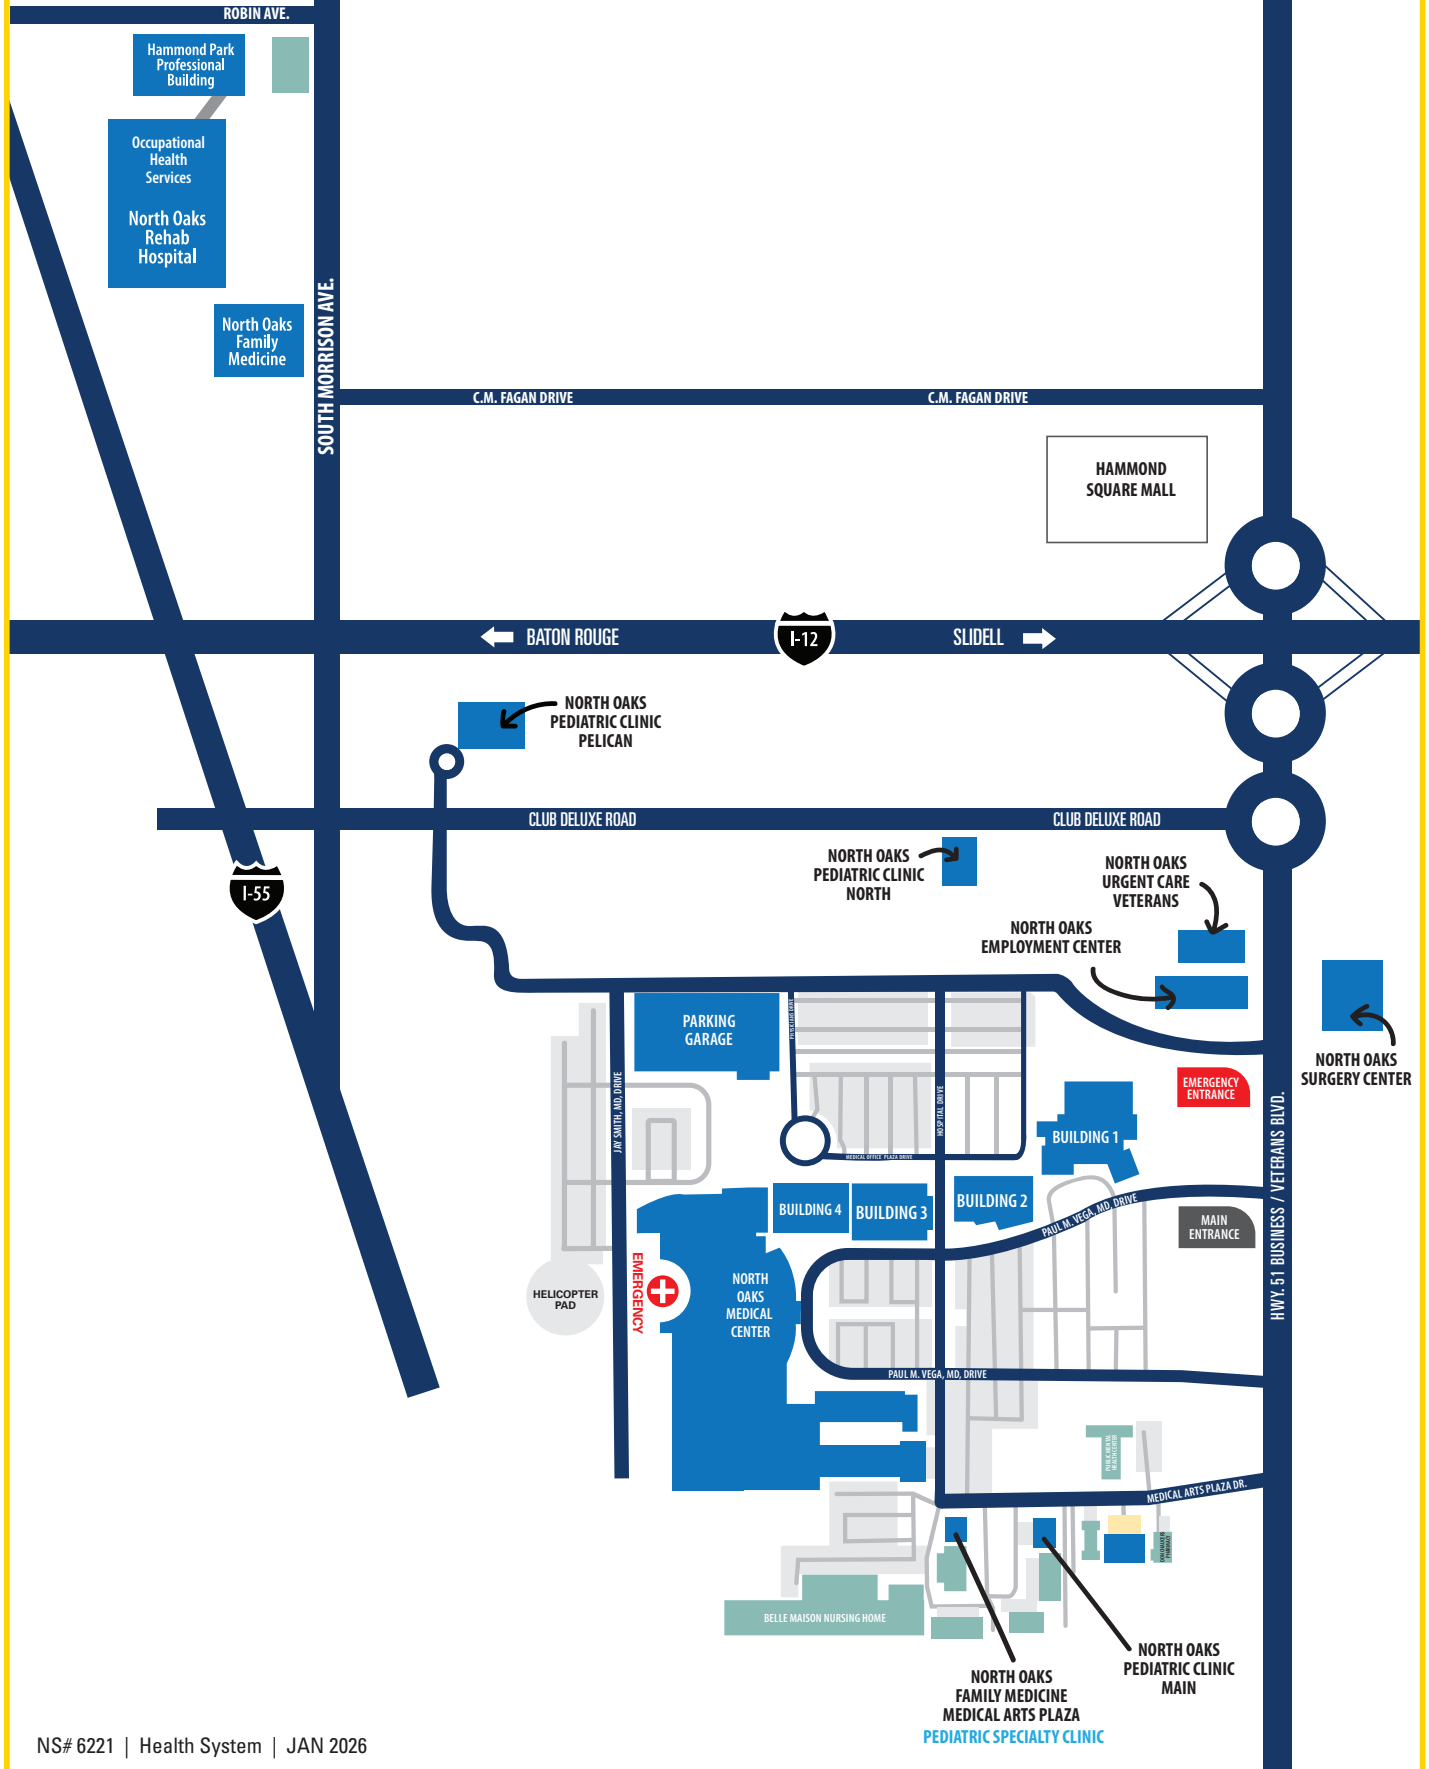 ROBIN AVE.
Hammond Park
Professional
Building
Occupational
Health
Services
North Oaks
Rehab
Hospital
North Oaks
Family
Medicine
SOUTH MORRISON AVE.
C.M. FAGAN DRIVE
C.M. FAGAN DRIVE
HAMMOND
SQUARE MALL
BATON ROUGE
I-12
SLIDELL
NORTH OAKS
PEDIATRIC CLINIC
PELICAN
CLUB DELUXE ROAD
CLUB DELUXE ROAD
I-55
NORTH OAKS
PEDIATRIC CLINIC
NORTH
NORTH OAKS
URGENT CARE
VETERANS
NORTH OAKS
EMPLOYMENT CENTER
NORTH OAKS
SURGERY CENTER
PARKING
GARAGE
JAY SMITH, MD, DRIVE
HOSPITAL DRIVE
MEDICAL OFFICE PLAZA DRIVE
EMERGENCY
ENTRANCE
HWY. 51 BUSINESS / VETERANS BLVD.
BUILDING 1
BUILDING 2
BUILDING 3
BUILDING 4
PAUL M. VEGA, MD, DRIVE
MAIN
ENTRANCE
HELICOPTER
PAD
EMERGENCY
NORTH
OAKS
MEDICAL
CENTER
PAUL M. VEGA, MD, DRIVE
MEDICAL ARTS PLAZA DR.
BELLE MAISON NURSING HOME
NORTH OAKS
PEDIATRIC CLINIC
MAIN
NORTH OAKS
FAMILY MEDICINE
MEDICAL ARTS PLAZA
PEDIATRIC SPECIALTY CLINIC
NS# 6221 | Health System | JAN 2026